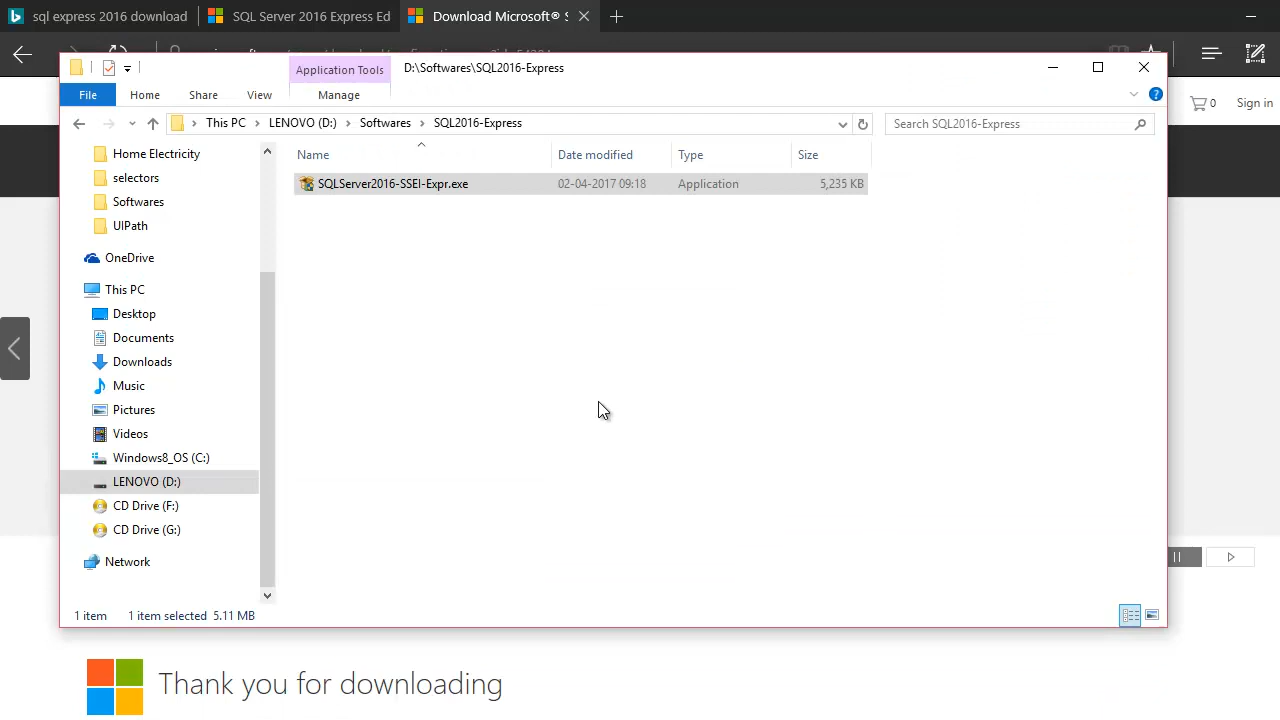 sql express 2016 download
SQL Server 2016 Express Ed
Download Microsoft® S
Application Tools
D:\Softwares\SQL2016-Express
File
Home
Share
View
Manage
0
Sign in
This PC
LENOVO (D:)
Softwares
SQL2016-Express
Search SQL2016-Express
Name
Date modified
Type
Size
SQLServer2016-SSEI-Expr.exe
02-04-2017 09:18
Application
5,235 KB
Home Electricity
selectors
Softwares
UIPath
OneDrive
This PC
Desktop
Documents
Downloads
Music
Pictures
Videos
Windows8_OS (C:)
LENOVO (D:)
CD Drive (F:)
CD Drive (G:)
Network
1 item
1 item selected 5.11 MB
Thank you for downloading